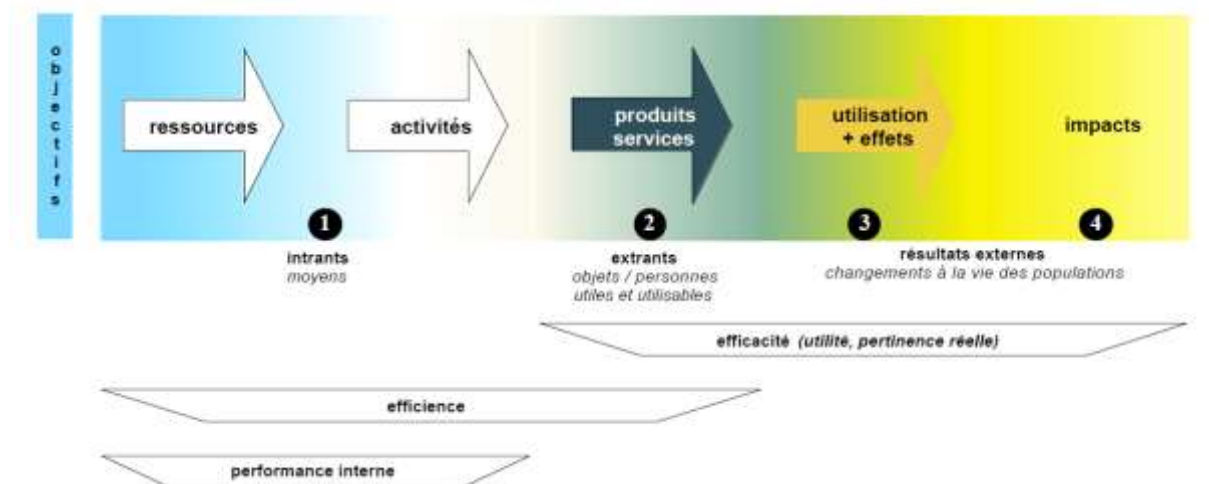 objectifs
ressources
activités
produits
services
utilisation
+ effets
impacts
1
2
3
4
intrants
moyens
extrants
objets / personnes
utiles et utilisables
résultats externes
changements à la vie des populations
efficacité (utilité, pertinence réelle)
efficience
performance interne